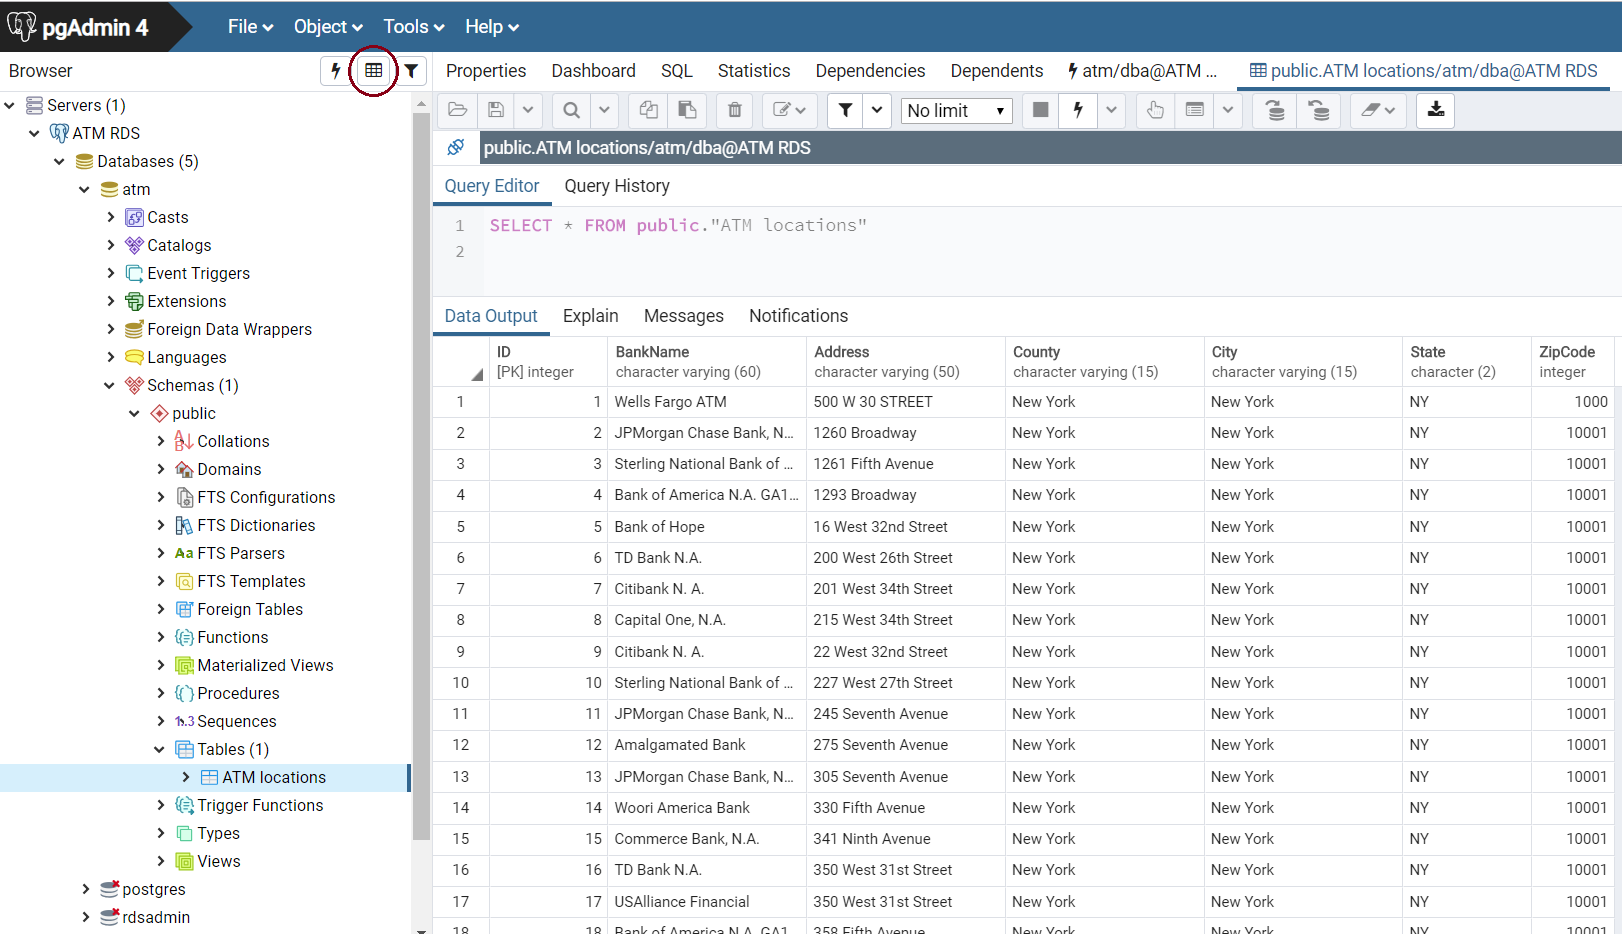 pgAdmin 4
File Object Tools Help
Browser
Properties Dashboard SQL Statistics Dependencies Dependents atm/dba@ATM ... public.ATM locations/atm/dba@ATM RDS
No limit
public.ATM locations/atm/dba@ATM RDS
Query Editor Query History
1 SELECT * FROM public."ATM locations"
2
Data Output Explain Messages Notifications
Servers (1)
ATM RDS
Databases (5)
atm
Casts
Catalogs
Event Triggers
Extensions
Foreign Data Wrappers
Languages
Schemas (1)
public
Collations
Domains
FTS Configurations
FTS Dictionaries
Aa FTS Parsers
FTS Templates
Foreign Tables
Functions
Materialized Views
Procedures
1..3 Sequences
Tables (1)
ATM locations
Trigger Functions
Types
Views
postgres
rdsadmin
ID BankName Address County City State ZipCode
[PK] integer character varying (60) character varying (50) character varying (15) character varying (15) character (2) integer
1 1 Wells Fargo ATM 500 W 30 STREET New York New York NY 1000
2 2 JPMorgan Chase Bank, N... 1260 Broadway New York New York NY 10001
3 3 Sterling National Bank of ... 1261 Fifth Avenue New York New York NY 10001
4 4 Bank of America N.A. GA1... 1293 Broadway New York New York NY 10001
5 5 Bank of Hope 16 West 32nd Street New York New York NY 10001
6 6 TD Bank N.A. 200 West 26th Street New York New York NY 10001
7 7 Citibank N. A. 201 West 34th Street New York New York NY 10001
8 8 Capital One, N.A. 215 West 34th Street New York New York NY 10001
9 9 Citibank N. A. 22 West 32nd Street New York New York NY 10001
10 10 Sterling National Bank of ... 227 West 27th Street New York New York NY 10001
11 11 JPMorgan Chase Bank, N... 245 Seventh Avenue New York New York NY 10001
12 12 Amalgamated Bank 275 Seventh Avenue New York New York NY 10001
13 13 JPMorgan Chase Bank, N... 305 Seventh Avenue New York New York NY 10001
14 14 Woori America Bank 330 Fifth Avenue New York New York NY 10001
15 15 Commerce Bank, N.A. 341 Ninth Avenue New York New York NY 10001
16 16 TD Bank N.A. 350 West 31st Street New York New York NY 10001
17 17 USAlliance Financial 350 West 31st Street New York New York NY 10001
18 18 Bank of America N.A. GA1... 358 Fifth Avenue New York New York NY 10001